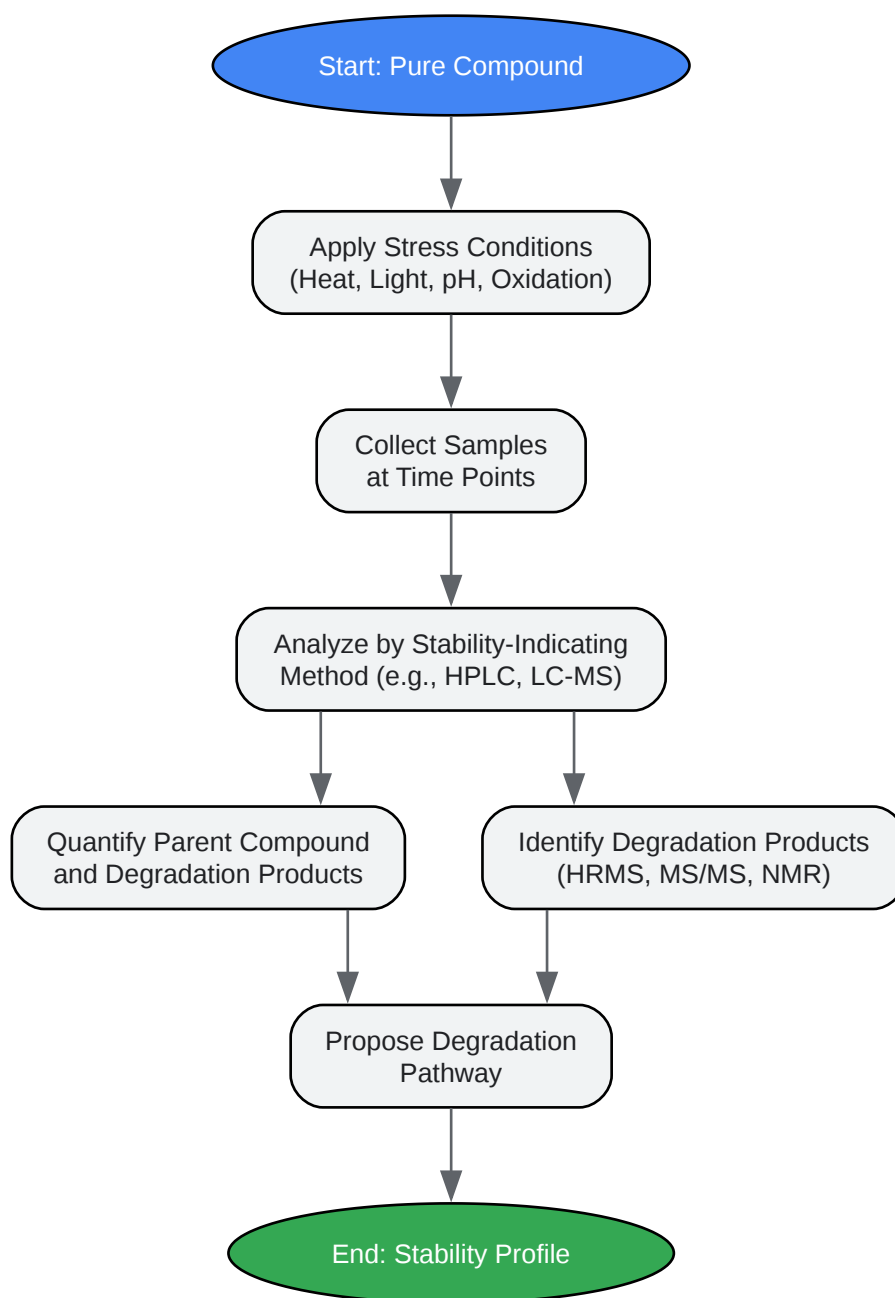 Start: Pure Compound
Apply Stress Conditions
(Heat, Light, pH, Oxidation)
Collect Samples
at Time Points
Analyze by Stability-Indicating
Method (e.g., HPLC, LC-MS)
Quantify Parent Compound
and Degradation Products
Identify Degradation Products
(HRMS, MS/MS, NMR)
Propose Degradation
Pathway
End: Stability Profile